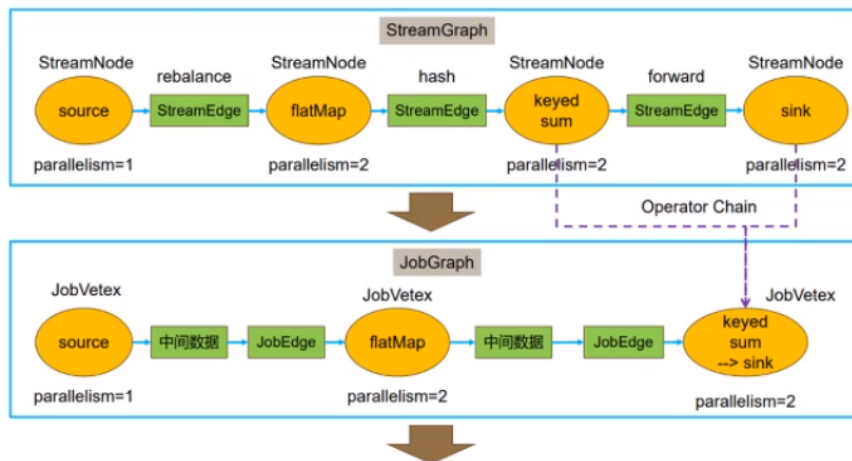 StreamGraph
StreamNode
StreamNode
StreamNode
StreamNode
rebalance
hash
forward
source
StreamEdge
flatMap
StreamEdge
keyed
sum
StreamEdge
sink
parallelism=1
parallelism=2
parallelism=2
parallelism=2
Operator Chain
JobGraph
JobVetex
JobVetex
JobVetex
source
中间数据
JobEdge
flatMap
中间数据
JobEdge
keyed
sum
--> sink
parallelism=1
parallelism=2
parallelism=2